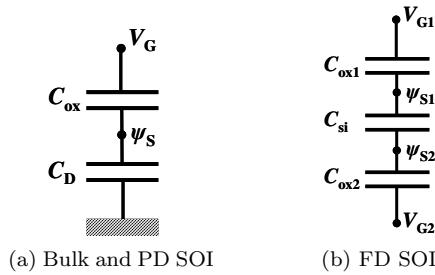 V_G
C_ox
ψ_S
C_D
(a) Bulk and PD SOI
V_G1
C_ox1
ψ_S1
C_si
ψ_S2
C_ox2
V_G2
(b) FD SOI